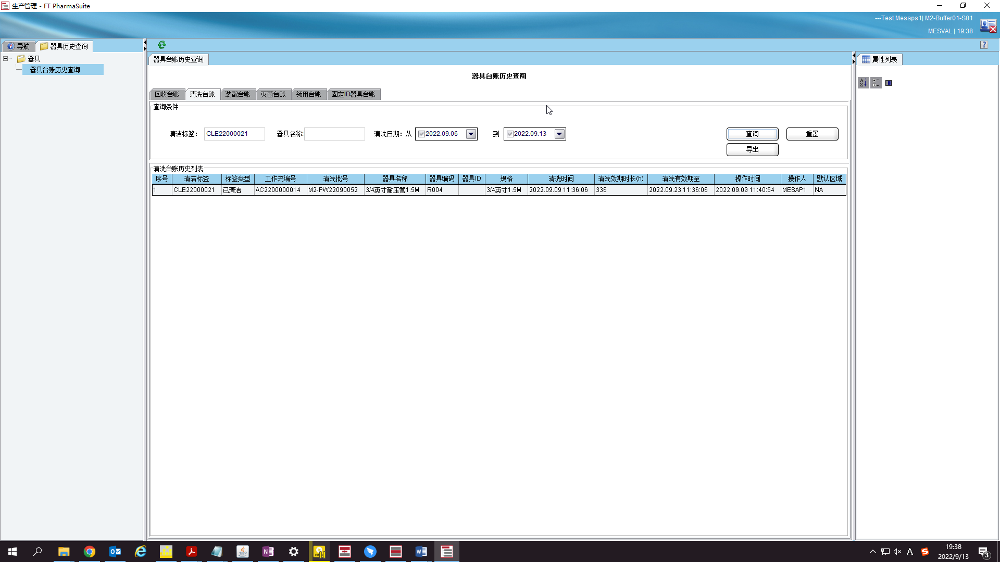 生产管理 - FT PharmaSuite
---Test.Mesaps1| M2-Buffer01-S01
MESVAL | 19:38
导航
器具历史查询
器具
器具台账历史查询
器具台账历史查询
属性列表
器具台账历史查询
回收台账 清洗台账 装配台账 灭菌台账 领用台账 固定ID器具台账
查询条件
清洁标签： CLE22000021 器具名称: 清洗日期：从 2022.09.06 到 2022.09.13 查询 重置
导出
清洗台账历史列表
序号 清洁标签 标签类型 工作流编号 清洗批号 器具名称 器具编码 器具ID 规格 清洗时间 清洗效期时长(h) 清洗有效期至 操作时间 操作人 默认区域
1 CLE22000021 已清洁 AC2200000014 M2-PW22090052 3/4英寸耐压管1.5M R004 3/4英寸1.5M 2022.09.09 11:36:06 336 2022.09.23 11:36:06 2022.09.09 11:40:54 MESAP1 NA
19:38
2022/9/13
3